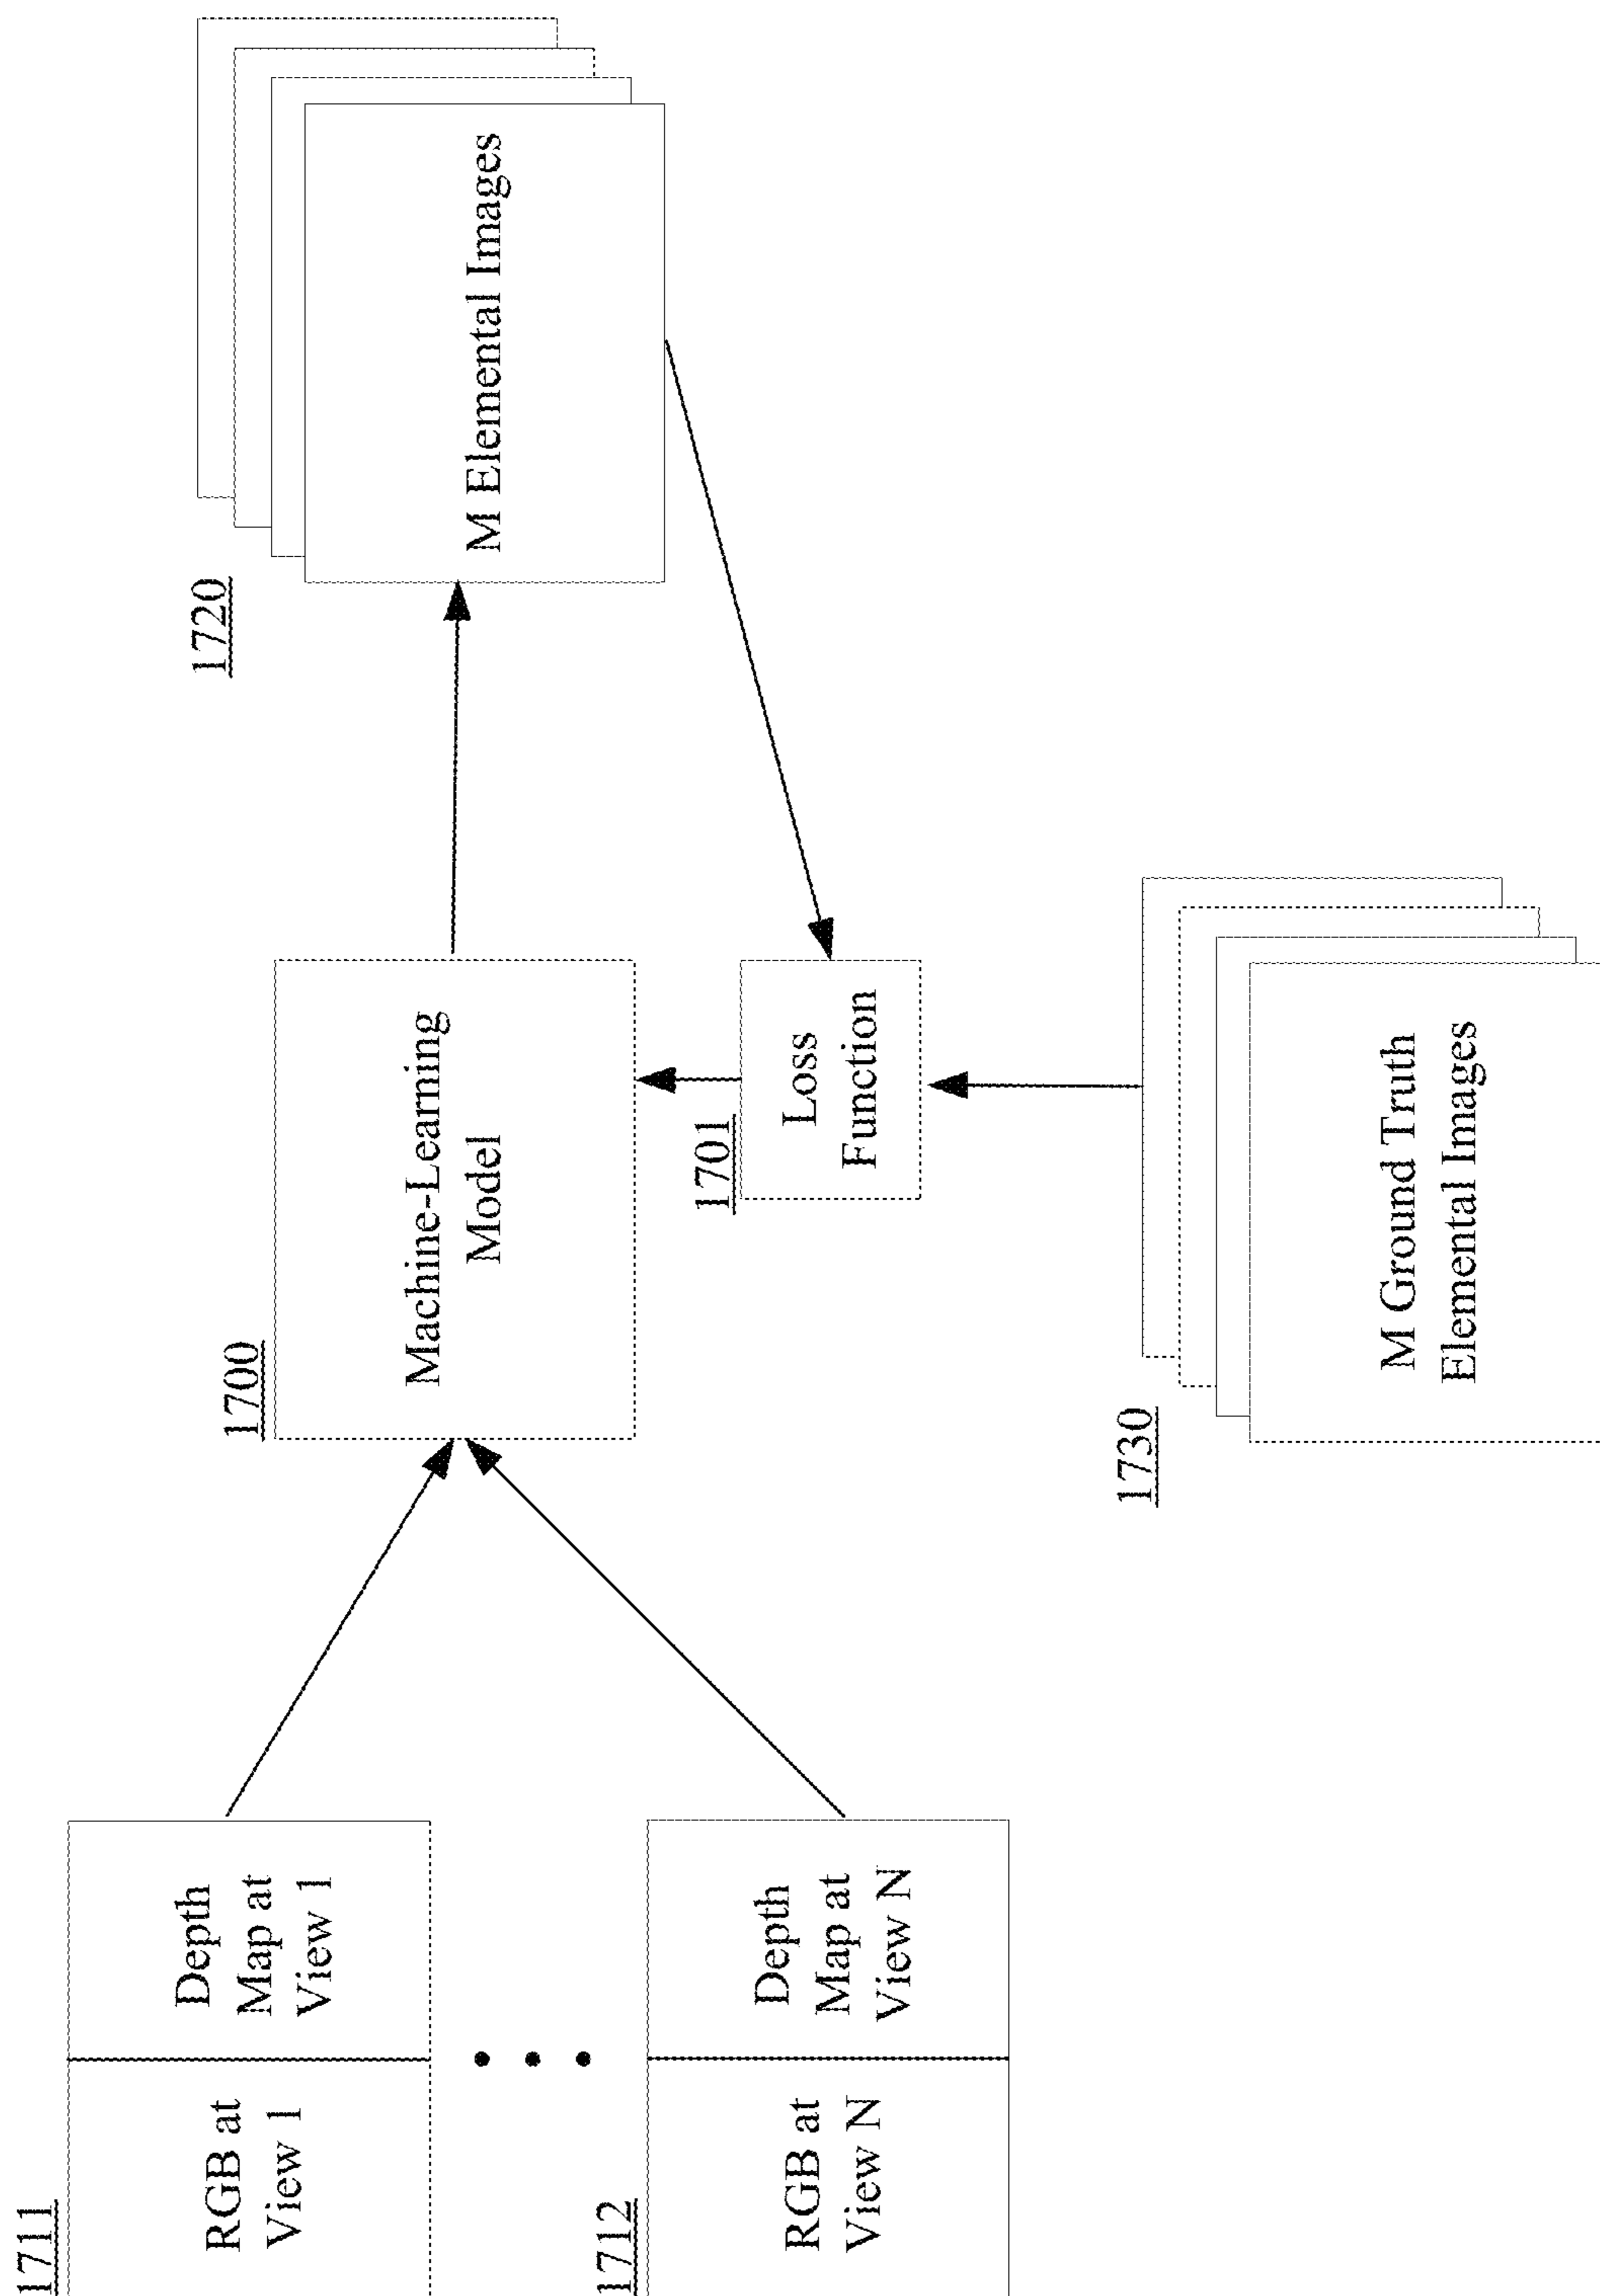 1711
RGB at
View 1
Depth
Map at
View 1
1712
RGB at
View N
Depth
Map at
View N
1700
Machine-Learning
Model
1701
Loss
Function
1720
M Elemental Images
1730
M Ground Truth
Elemental Images